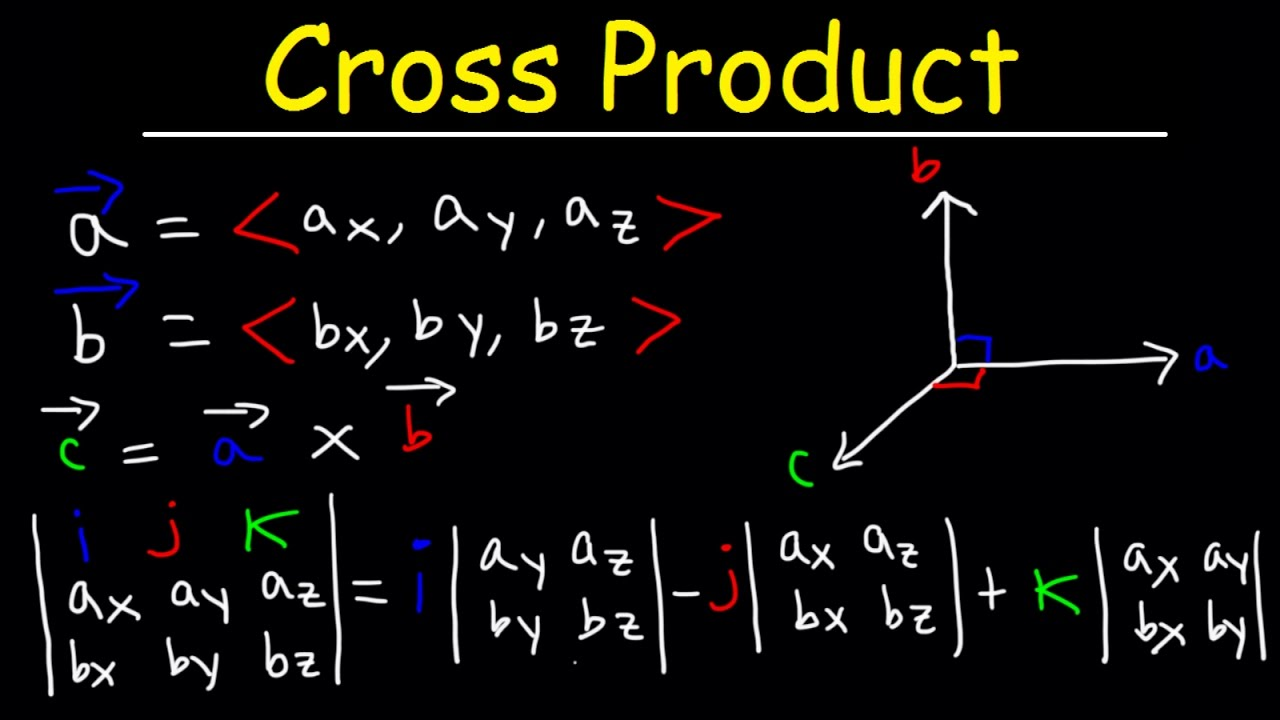 Cross Product
a = < ax, ay, az >
b = < bx, by, bz >
c = a × b
b
a
c
| i j k | = i | ay az | - j | ax az | + k | ax ay |
| ax ay az | | by bz | | bx bz | | bx by |
| bx by bz |